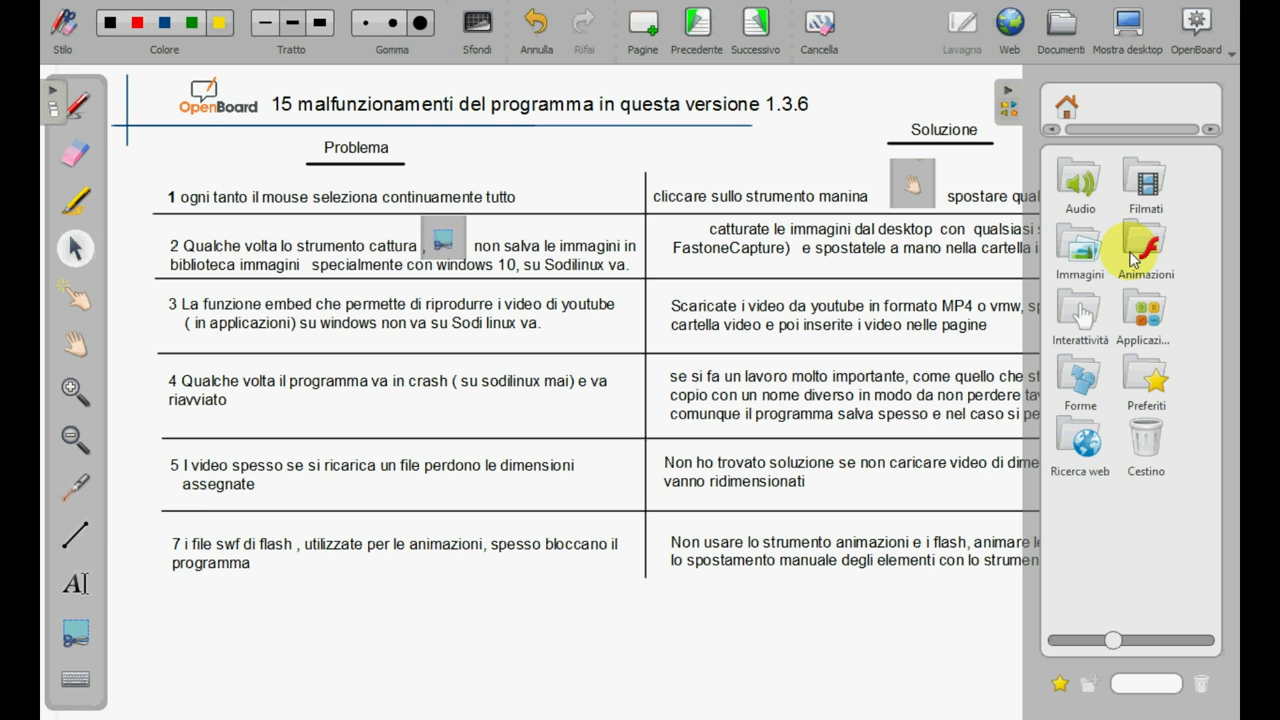 Stilo
Colore
Tratto
Gomma
Sfondi
Annulla
Rifai
Pagine
Precedente
Successivo
Cancella
Lavagna
Web
Documenti
Mostra desktop
OpenBoard
OpenBoard
15 malfunzionamenti del programma in questa versione 1.3.6
Problema
Soluzione
1 ogni tanto il mouse seleziona continuamente tutto
cliccare sullo strumento manina spostare qual
2 Qualche volta lo strumento cattura , non salva le immagini in
biblioteca immagini specialmente con windows 10, su Sodilinux va.
catturate le immagini dal desktop con qualsiasi s
FastoneCapture) e spostatele a mano nella cartella i
3 La funzione embed che permette di riprodurre i video di youtube
( in applicazioni) su windows non va su Sodi linux va.
Scaricate i video da youtube in formato MP4 o vmw, sp
cartella video e poi inserite i video nelle pagine
4 Qualche volta il programma va in crash ( su sodilinux mai) e va
riavviato
se si fa un lavoro molto importante, come quello che st
copio con un nome diverso in modo da non perdere tav
comunque il programma salva spesso e nel caso si pe
5 I video spesso se si ricarica un file perdono le dimensioni
assegnate
Non ho trovato soluzione se non caricare video di dime
vanno ridimensionati
7 i file swf di flash , utilizzate per le animazioni, spesso bloccano il
programma
Non usare lo strumento animazioni e i flash, animare le
lo spostamento manuale degli elementi con lo strumen
Audio
Filmati
Immagini
Animazioni
Interattività
Applicazi...
Forme
Preferiti
Ricerca web
Cestino